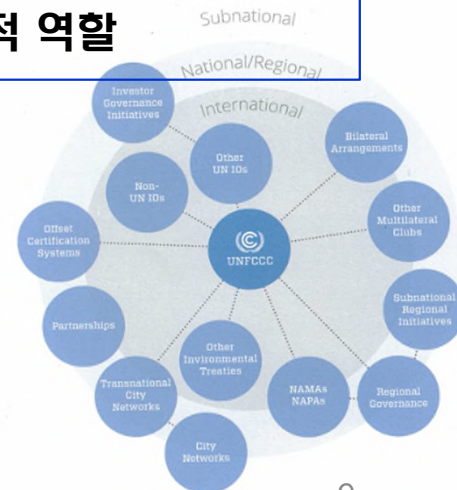 적 역할
Subnational
National/Regional
International
Investor
Governance
Initiatives
Other
UN IOs
Bilateral
Arrangements
Non-
UN IOs
Other
Multilateral
Clubs
Offset
Certification
Systems
UNFCCC
Subnational
Regional
Initiatives
Partnerships
Other
Environmental
Treaties
Transnational
City
Networks
NAMAs
NAPAs
Regional
Governance
City
Networks